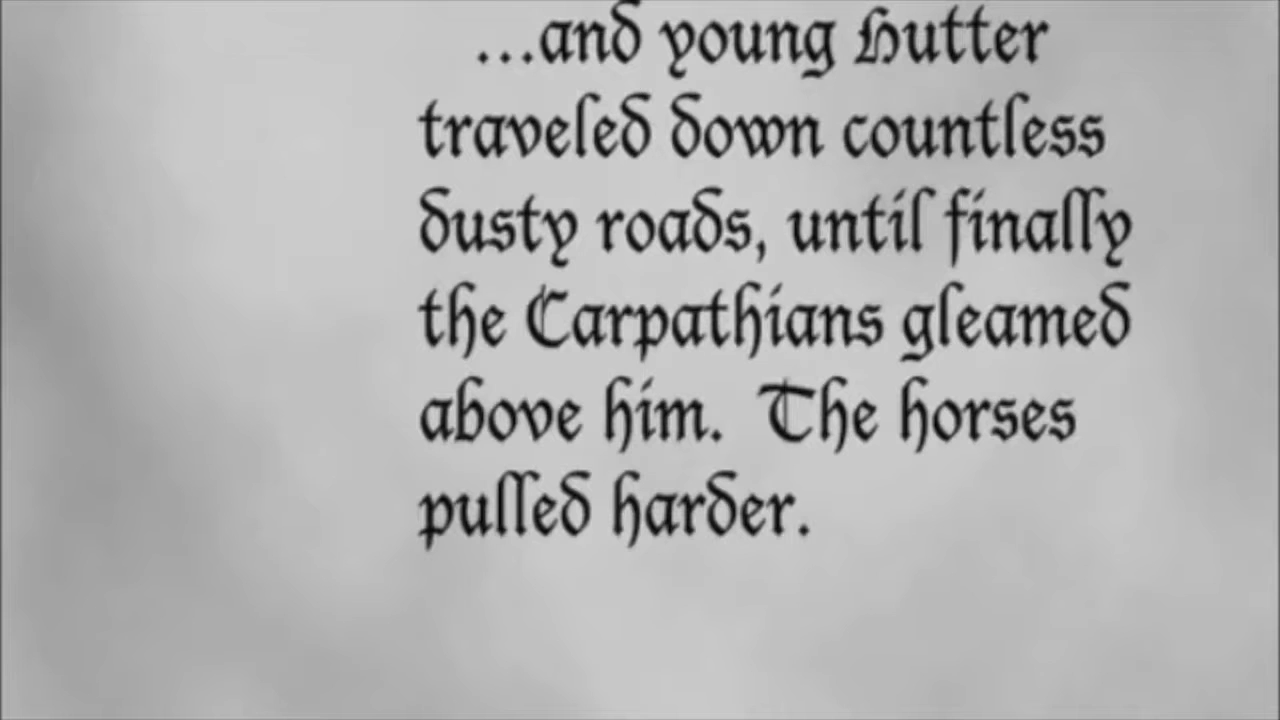 ...and young Hutter
traveled down countless
dusty roads, until finally
the Carpathians gleamed
above him. The horses
pulled harder.